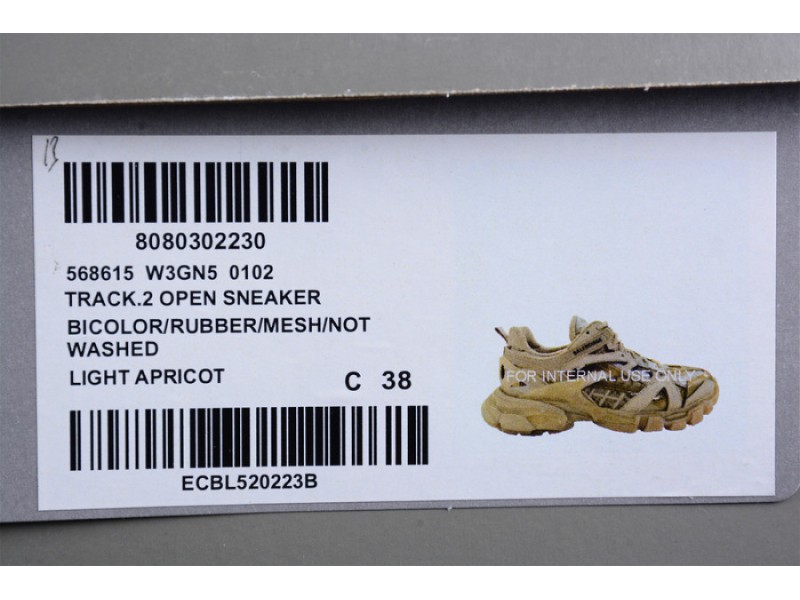 13
8080302230
568615 W3GN5 0102
TRACK.2 OPEN SNEAKER
BICOLOR/RUBBER/MESH/NOT
WASHED
LIGHT APRICOT
C 38
FOR INTERNAL USE ONLY
ECBL520223B